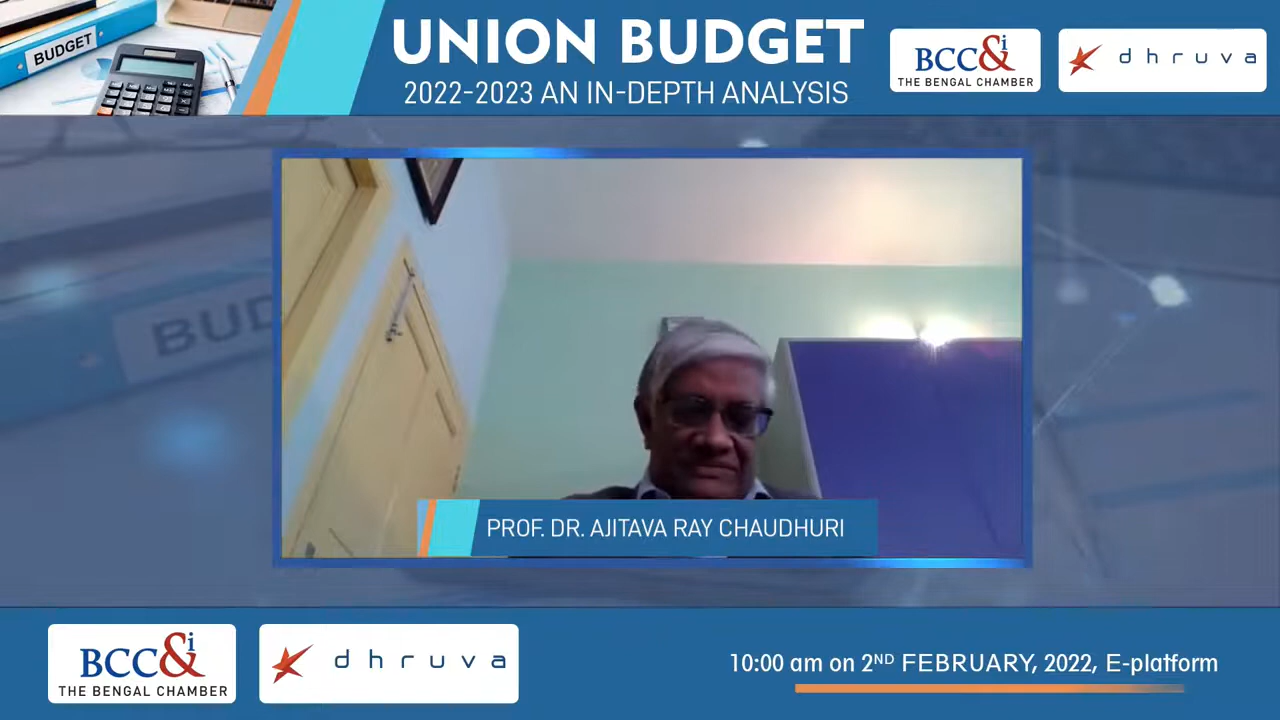 BUDGET
UNION BUDGET
2022-2023 AN IN-DEPTH ANALYSIS
BCC&i
THE BENGAL CHAMBER
dhruva
BUD
PROF. DR. AJITAVA RAY CHAUDHURI
BCC&i
THE BENGAL CHAMBER
dhruva
10:00 am on 2ND FEBRUARY, 2022, E-platform